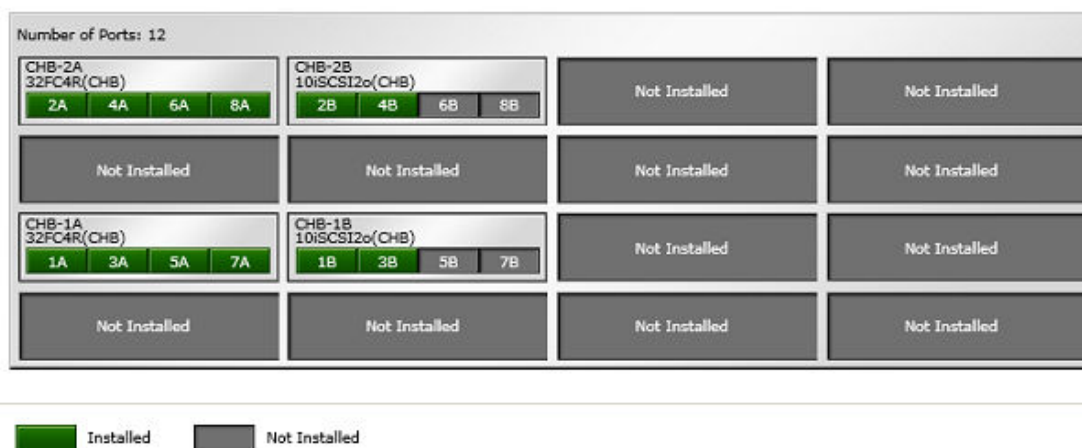 Number of Ports: 12
CHB-2A
32FC4R(CHB)
2A 4A 6A 8A
CHB-2B
10iSCSI2o(CHB)
2B 4B 6B 8B
Not Installed
Not Installed
Not Installed
Not Installed
Not Installed
Not Installed
CHB-1A
32FC4R(CHB)
1A 3A 5A 7A
CHB-1B
10iSCSI2o(CHB)
1B 3B 5B 7B
Not Installed
Not Installed
Not Installed
Not Installed
Not Installed
Not Installed
Installed
Not Installed